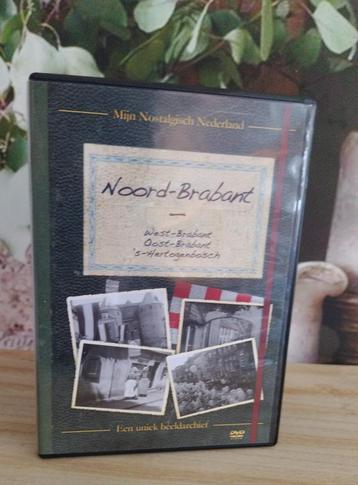 Mijn Nostalgisch Nederland
Noord-Brabant
West-Brabant
Oost-Brabant
's-Hertogenbosch
Een uniek beeldarchief
DVD